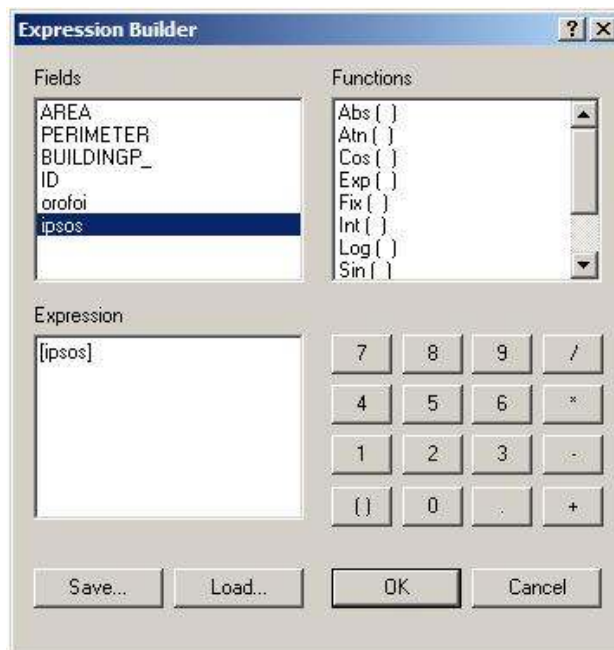 Expression Builder
Fields
AREA
PERIMETER
BUILDINGP_
ID
orofoi
ipsos
Functions
Abs ( )
Atn ( )
Cos ( )
Exp ( )
Fix ( )
Int ( )
Log ( )
Sin ( )
Expression
[ipsos]
7 8 9 /
4 5 6 *
1 2 3 -
( ) 0 . +
Save... Load... OK Cancel